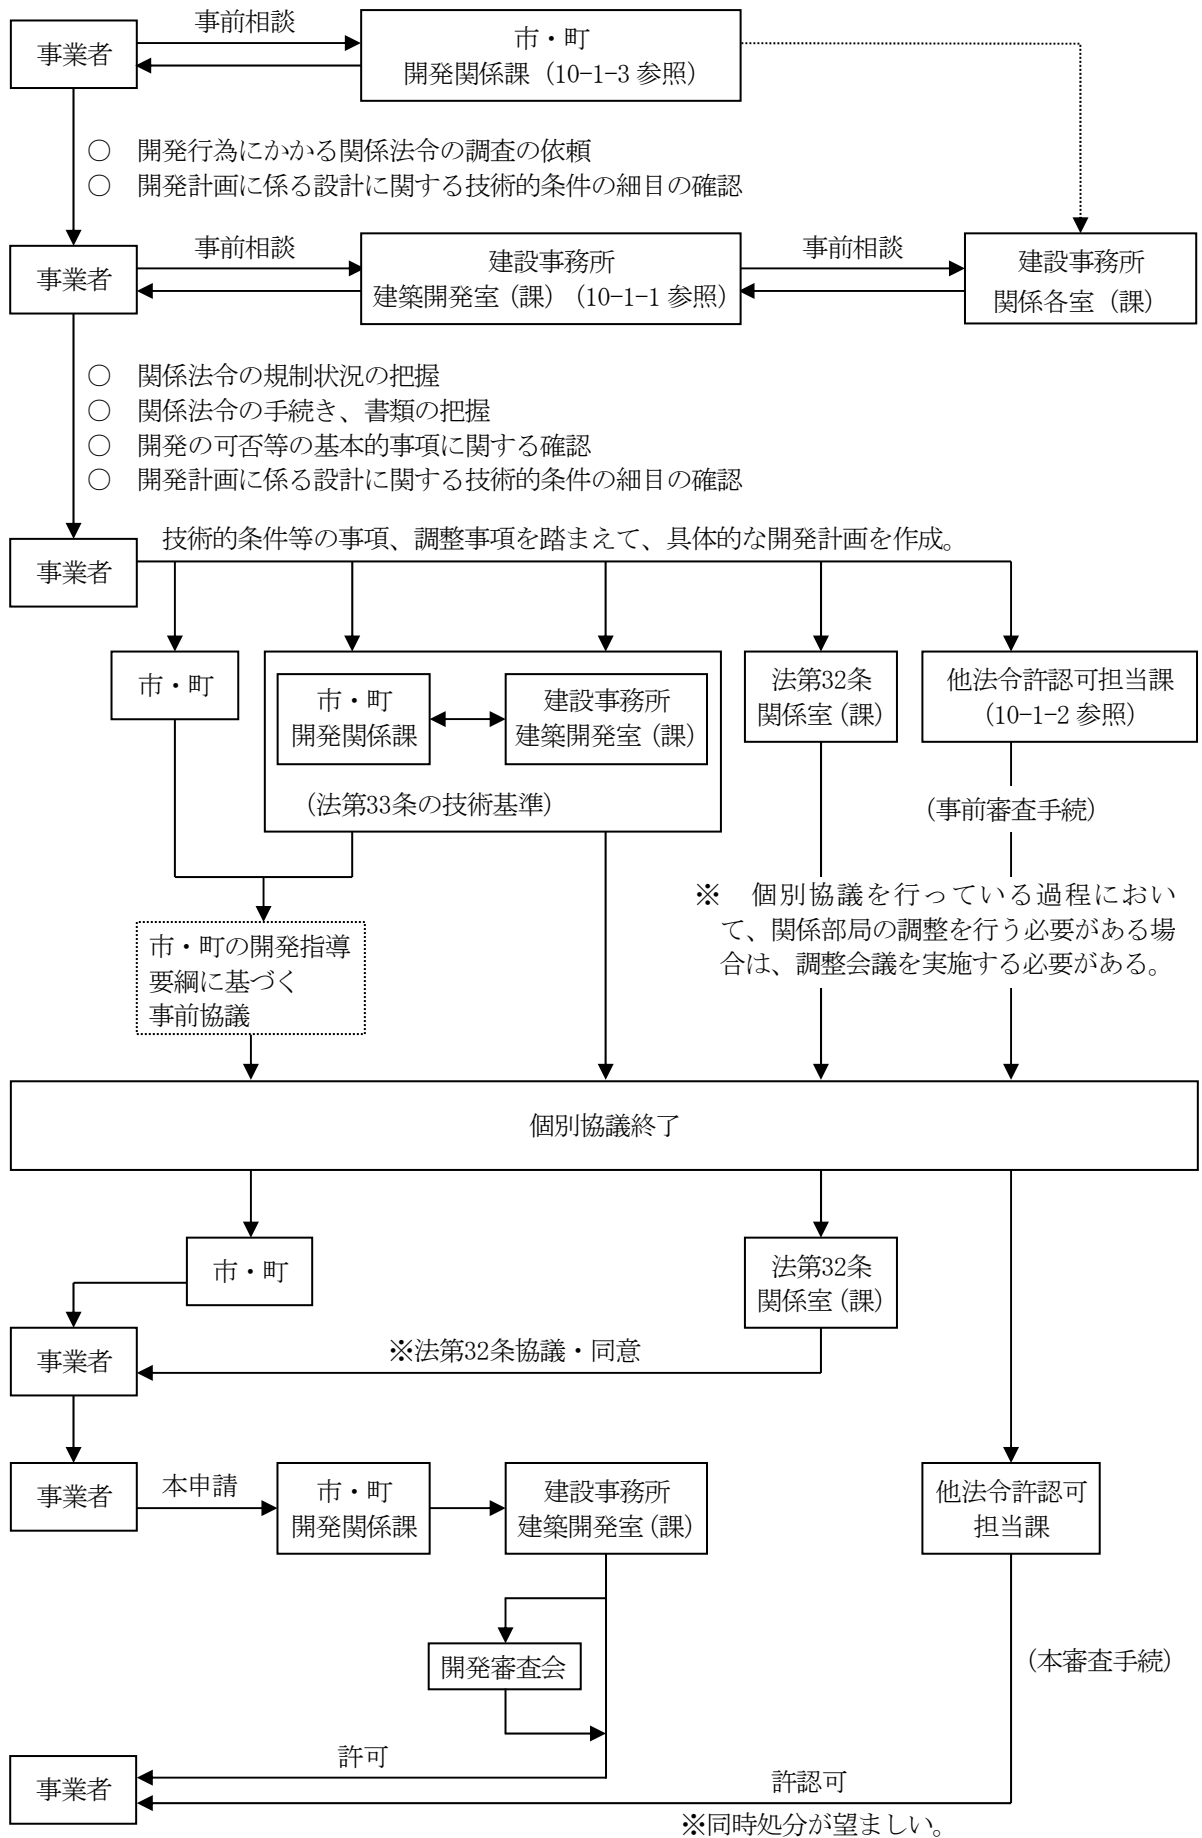 事前相談
事業者
市・町
開発関係課（10-1-3 参照）
○　開発行為にかかる関係法令の調査の依頼
○　開発計画に係る設計に関する技術的条件の細目の確認
事業者
事前相談
建設事務所
建築開発室（課）（10-1-1 参照）
事前相談
建設事務所
関係各室（課）
○　関係法令の規制状況の把握
○　関係法令の手続き、書類の把握
○　開発の可否等の基本的事項に関する確認
○　開発計画に係る設計に関する技術的条件の細目の確認
事業者
技術的条件等の事項、調整事項を踏まえて、具体的な開発計画を作成。
市・町
市・町
開発関係課
建設事務所
建築開発室（課）
（法第33条の技術基準）
法第32条
関係室（課）
他法令許認可担当課
（10-1-2 参照）
（事前審査手続）
※　個別協議を行っている過程におい
て、関係部局の調整を行う必要がある場
合は、調整会議を実施する必要がある。
市・町の開発指導
要綱に基づく
事前協議
個別協議終了
市・町
法第32条
関係室（課）
事業者
※法第32条協議・同意
事業者
本申請
市・町
開発関係課
建設事務所
建築開発室（課）
他法令許認可
担当課
開発審査会
（本審査手続）
事業者
許可
許認可
※同時処分が望ましい。